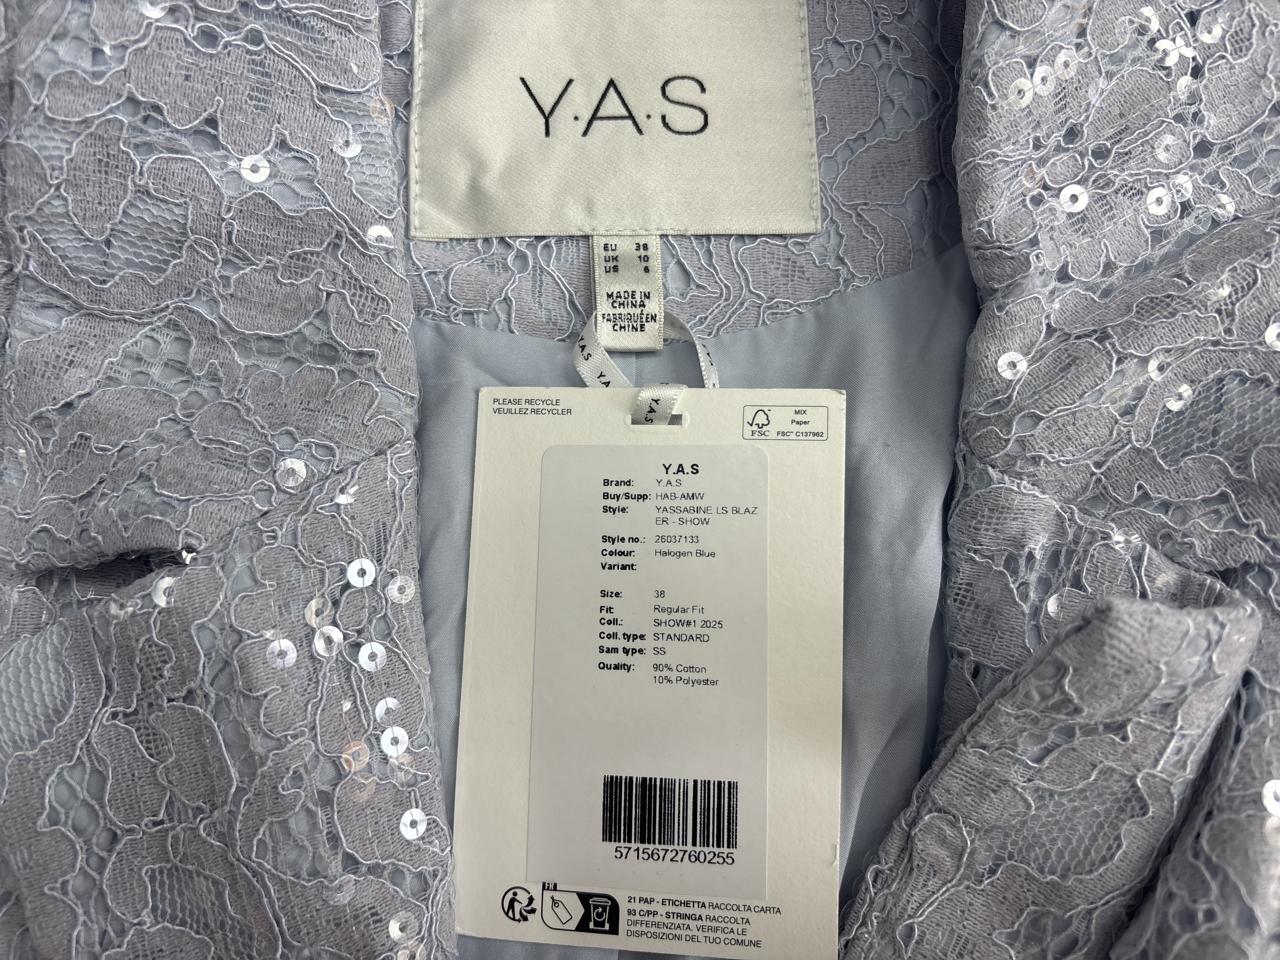 Y.A.S
EU 38
UK 10
US 6
MADE IN
CHINA
FABRIQUÉ EN
CHINE
Y.A.S
Y.A
Y.A.S
PLEASE RECYCLE
VEUILLEZ RECYCLER
FSC
MIX
Paper
FSC™ C137962
Y.A.S
Brand: Y.A.S
Buy/Supp: HAB-AMW
Style: YASSABINE LS BLAZ
ER - SHOW
Style no.: 26037133
Colour: Halogen Blue
Variant:
Size: 38
Fit: Regular Fit
Coll.: SHOW#1 2025
Coll. type: STANDARD
Sam type: SS
Quality: 90% Cotton
10% Polyester
5715672760255
FR
21 PAP - ETICHETTA RACCOLTA CARTA
93 C/PP - STRINGA RACCOLTA
DIFFERENZIATA. VERIFICA LE
DISPOSIZIONI DEL TUO COMUNE